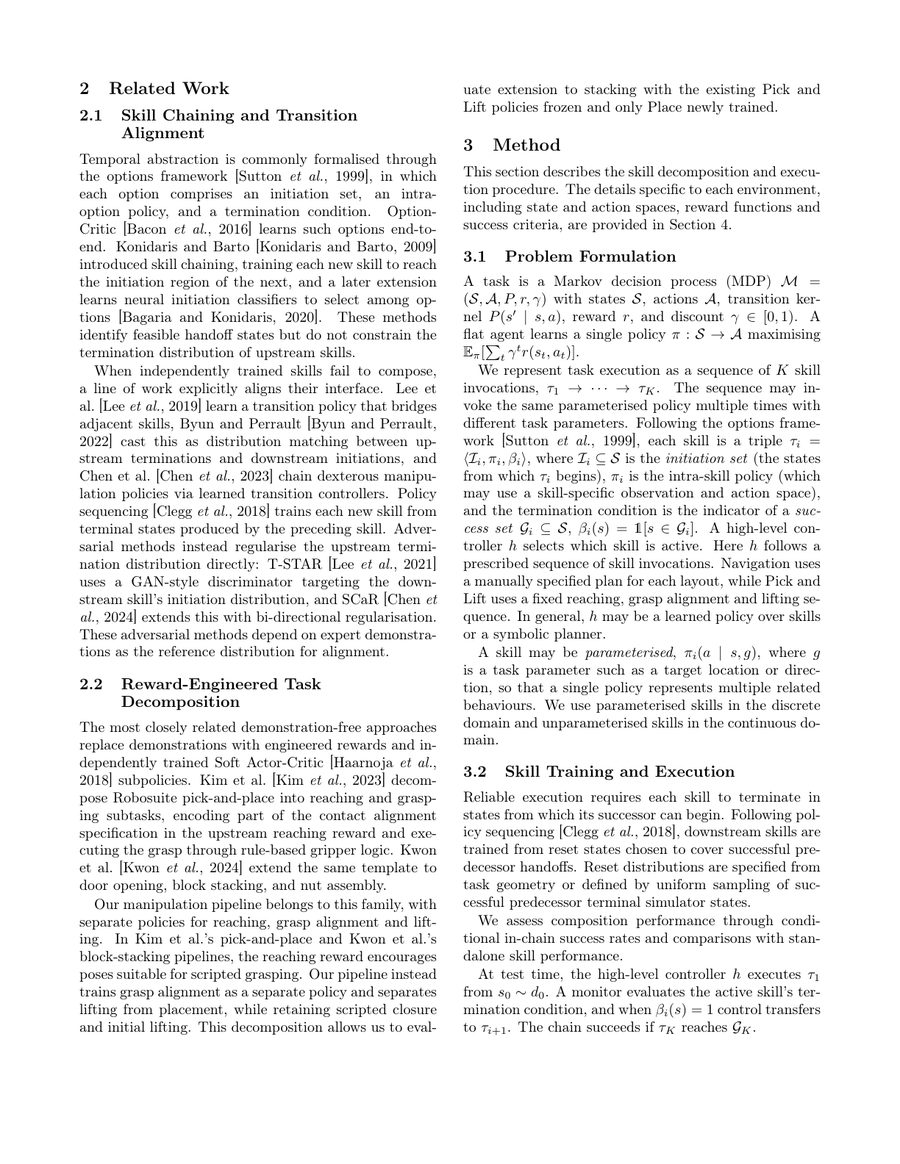 2 Related Work
2.1 Skill Chaining and Transition
Alignment
Temporal abstraction is commonly formalised through
the options framework [Sutton et al., 1999], in which
each option comprises an initiation set, an intra-
option policy, and a termination condition. Option-
Critic [Bacon et al., 2016] learns such options end-to-
end. Konidaris and Barto [Konidaris and Barto, 2009]
introduced skill chaining, training each new skill to reach
the initiation region of the next, and a later extension
learns neural initiation classifiers to select among op-
tions [Bagaria and Konidaris, 2020]. These methods
identify feasible handoff states but do not constrain the
termination distribution of upstream skills.
When independently trained skills fail to compose,
a line of work explicitly aligns their interface. Lee et
al. [Lee et al., 2019] learn a transition policy that bridges
adjacent skills, Byun and Perrault [Byun and Perrault,
2022] cast this as distribution matching between up-
stream terminations and downstream initiations, and
Chen et al. [Chen et al., 2023] chain dexterous manipu-
lation policies via learned transition controllers. Policy
sequencing [Clegg et al., 2018] trains each new skill from
terminal states produced by the preceding skill. Adver-
sarial methods instead regularise the upstream termi-
nation distribution directly: T-STAR [Lee et al., 2021]
uses a GAN-style discriminator targeting the down-
stream skill's initiation distribution, and SCaR [Chen et
al., 2024] extends this with bi-directional regularisation.
These adversarial methods depend on expert demonstra-
tions as the reference distribution for alignment.
2.2 Reward-Engineered Task
Decomposition
The most closely related demonstration-free approaches
replace demonstrations with engineered rewards and in-
dependently trained Soft Actor-Critic [Haarnoja et al.,
2018] subpolicies. Kim et al. [Kim et al., 2023] decom-
pose Robosuite pick-and-place into reaching and grasp-
ing subtasks, encoding part of the contact alignment
specification in the upstream reaching reward and exe-
cuting the grasp through rule-based gripper logic. Kwon
et al. [Kwon et al., 2024] extend the same template to
door opening, block stacking, and nut assembly.
Our manipulation pipeline belongs to this family, with
separate policies for reaching, grasp alignment and lift-
ing. In Kim et al.'s pick-and-place and Kwon et al.'s
block-stacking pipelines, the reaching reward encourages
poses suitable for scripted grasping. Our pipeline instead
trains grasp alignment as a separate policy and separates
lifting from placement, while retaining scripted closure
and initial lifting. This decomposition allows us to eval-
uate extension to stacking with the existing Pick and
Lift policies frozen and only Place newly trained.
3 Method
This section describes the skill decomposition and execu-
tion procedure. The details specific to each environment,
including state and action spaces, reward functions and
success criteria, are provided in Section 4.
3.1 Problem Formulation
A task is a Markov decision process (MDP) ℳ =
(𝒮, 𝒜, P, r, γ) with states 𝒮, actions 𝒜, transition ker-
nel P(s′ | s, a), reward r, and discount γ ∈ [0, 1). A
flat agent learns a single policy π : 𝒮 → 𝒜 maximising
𝔼π[∑t γᵗr(st, at)].
We represent task execution as a sequence of K skill
invocations, τ1 → ··· → τK. The sequence may in-
voke the same parameterised policy multiple times with
different task parameters. Following the options frame-
work [Sutton et al., 1999], each skill is a triple τi =
⟨ℐi, πi, βi⟩, where ℐi ⊆ 𝒮 is the initiation set (the states
from which τi begins), πi is the intra-skill policy (which
may use a skill-specific observation and action space),
and the termination condition is the indicator of a suc-
cess set 𝒢i ⊆ 𝒮, βi(s) = 𝟙[s ∈ 𝒢i]. A high-level con-
troller h selects which skill is active. Here h follows a
prescribed sequence of skill invocations. Navigation uses
a manually specified plan for each layout, while Pick and
Lift uses a fixed reaching, grasp alignment and lifting se-
quence. In general, h may be a learned policy over skills
or a symbolic planner.
A skill may be parameterised, πi(a | s, g), where g
is a task parameter such as a target location or direc-
tion, so that a single policy represents multiple related
behaviours. We use parameterised skills in the discrete
domain and unparameterised skills in the continuous do-
main.
3.2 Skill Training and Execution
Reliable execution requires each skill to terminate in
states from which its successor can begin. Following pol-
icy sequencing [Clegg et al., 2018], downstream skills are
trained from reset states chosen to cover successful pre-
decessor handoffs. Reset distributions are specified from
task geometry or defined by uniform sampling of suc-
cessful predecessor terminal simulator states.
We assess composition performance through condi-
tional in-chain success rates and comparisons with stan-
dalone skill performance.
At test time, the high-level controller h executes τ1
from s0 ∼ d0. A monitor evaluates the active skill's ter-
mination condition, and when βi(s) = 1 control transfers
to τi+1. The chain succeeds if τK reaches 𝒢K.